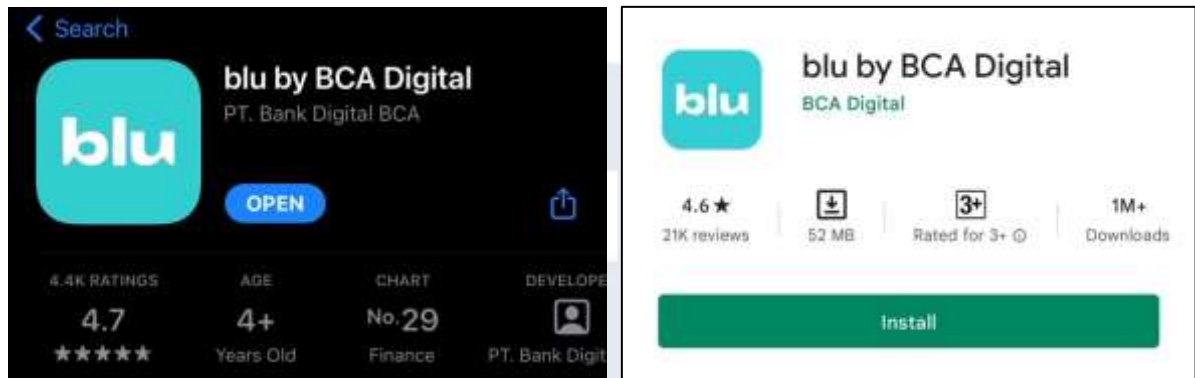 Search
blu
blu by BCA Digital
PT. Bank Digital BCA
OPEN
4.4K RATINGS
4.7
AGE
4+
Years Old
CHART
No.29
Finance
DEVELOPE
PT. Bank Digit
blu
blu by BCA Digital
BCA Digital
4.6★
21K reviews
52 MB
3+
Rated for 3+
1M+
Downloads
Install